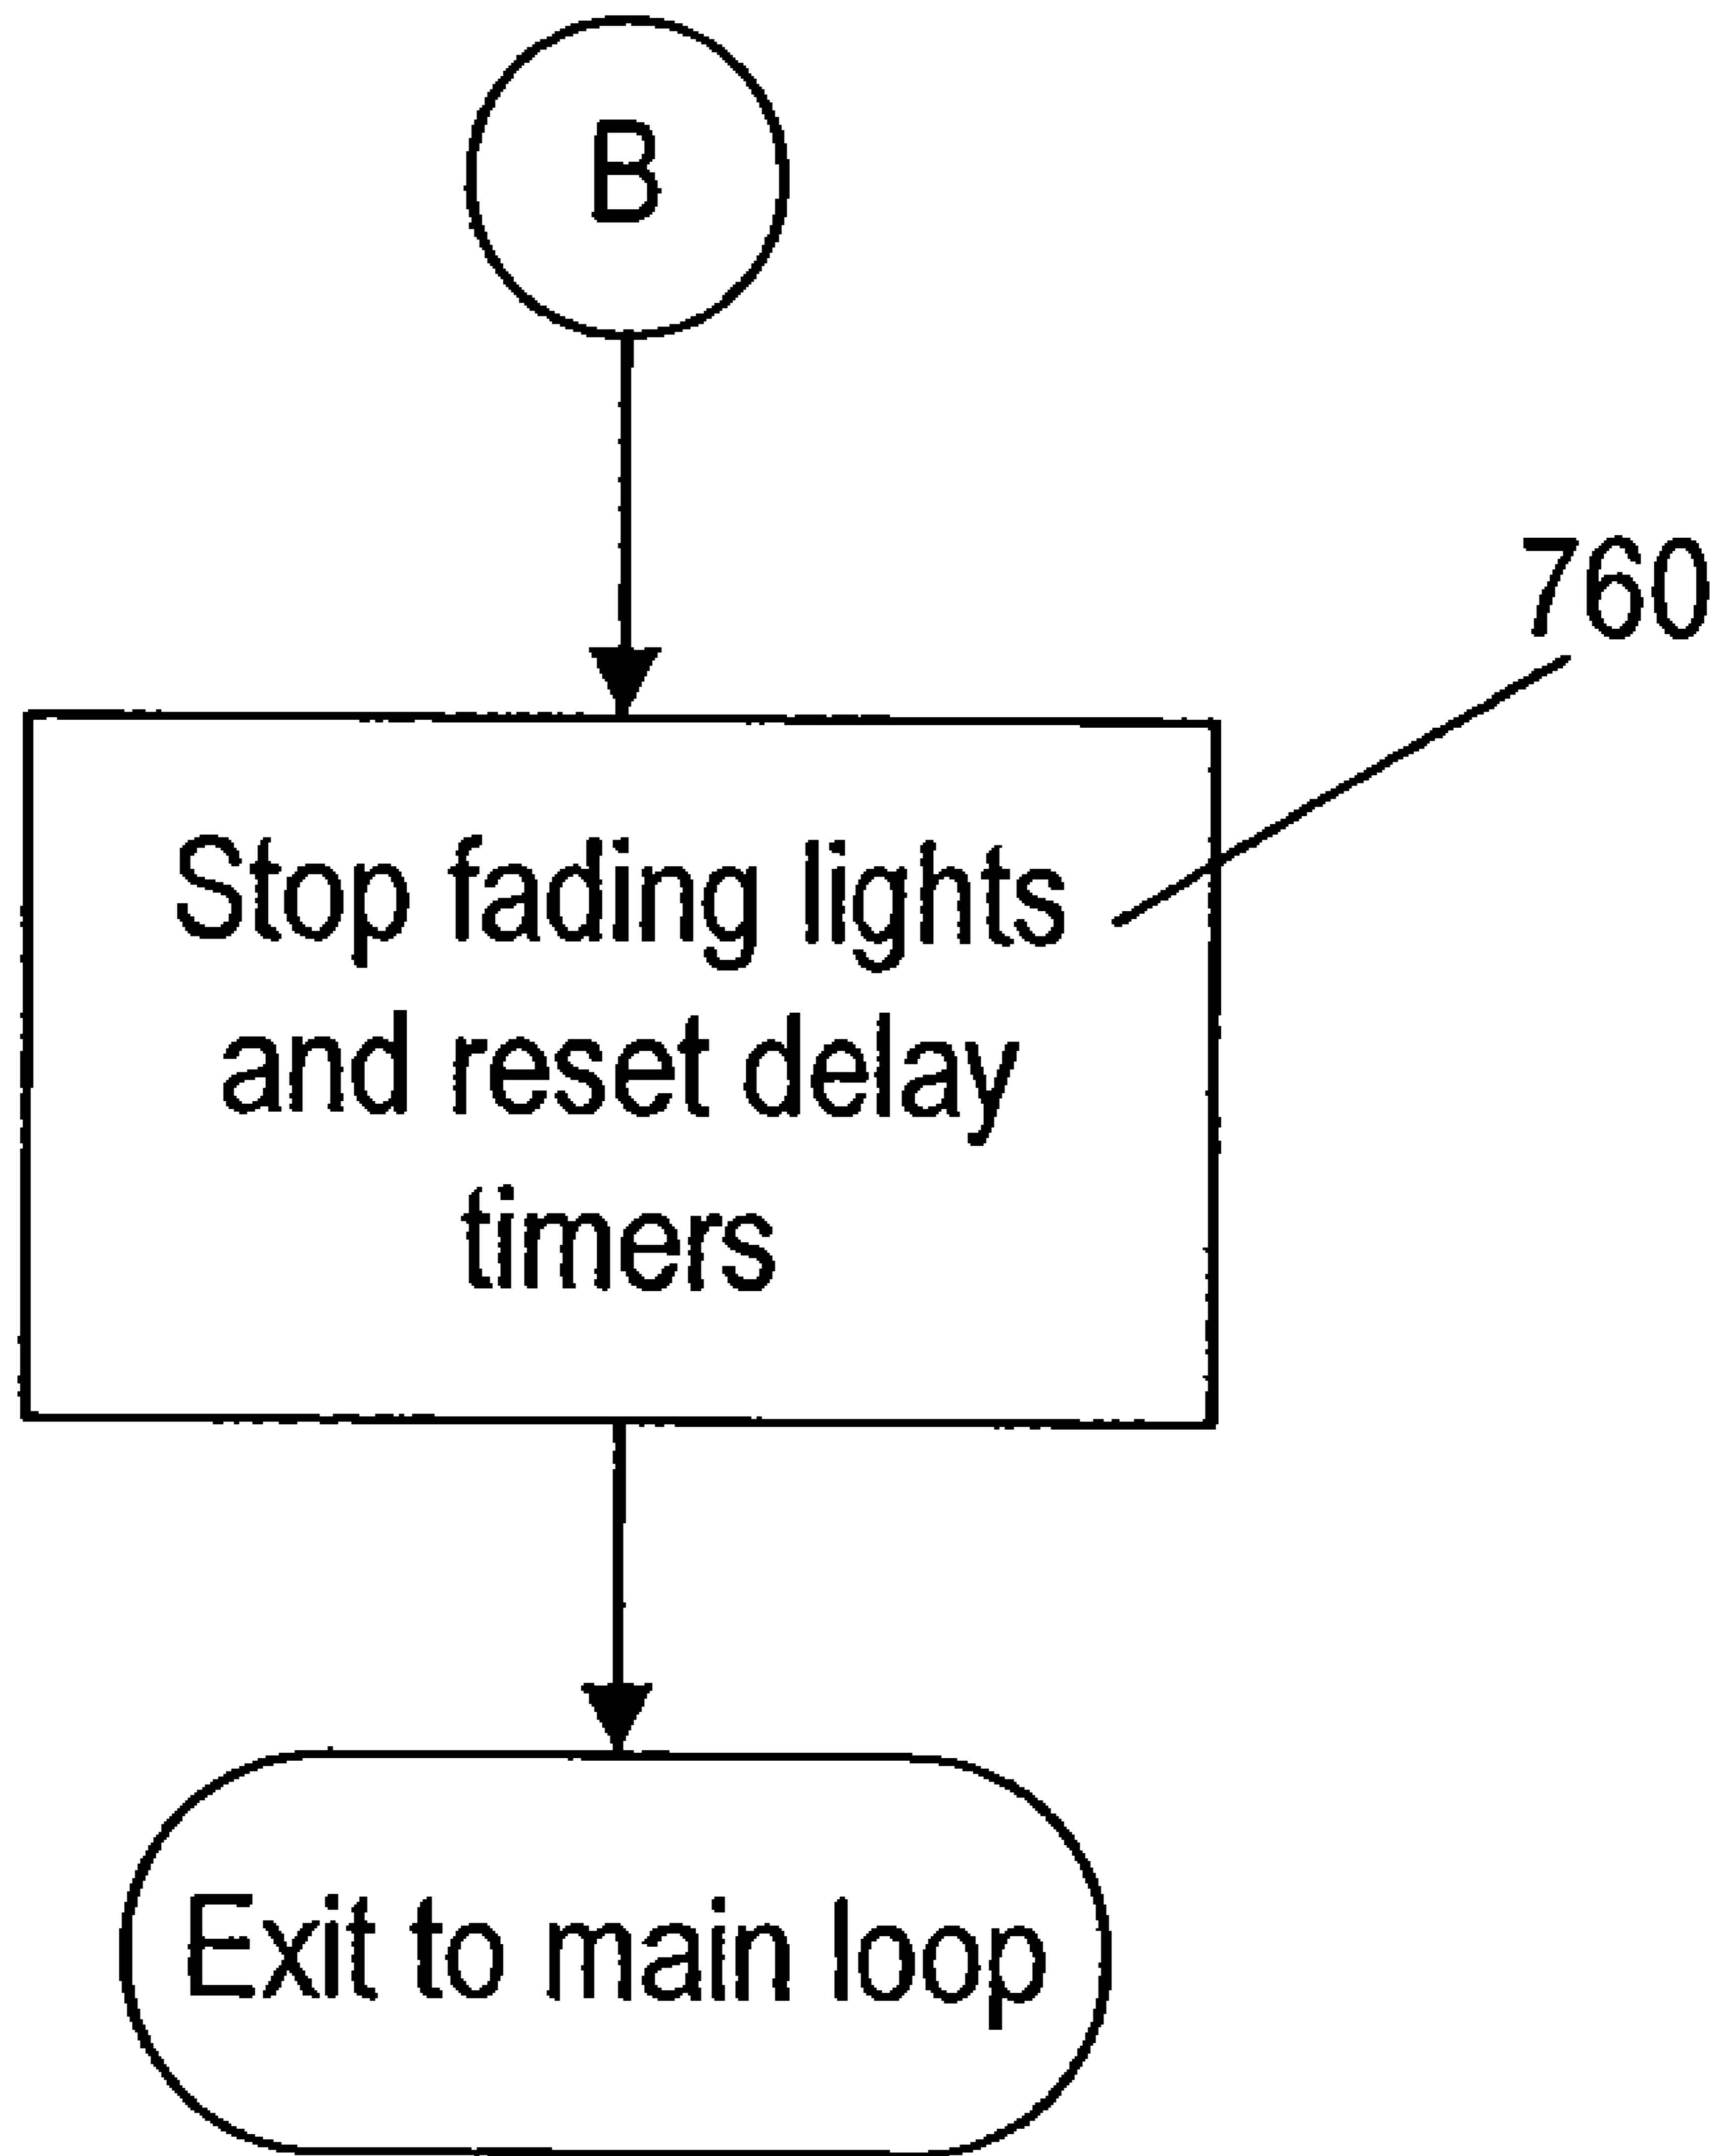 B
760
Stop fading lights
and reset delay
timers
Exit to main loop